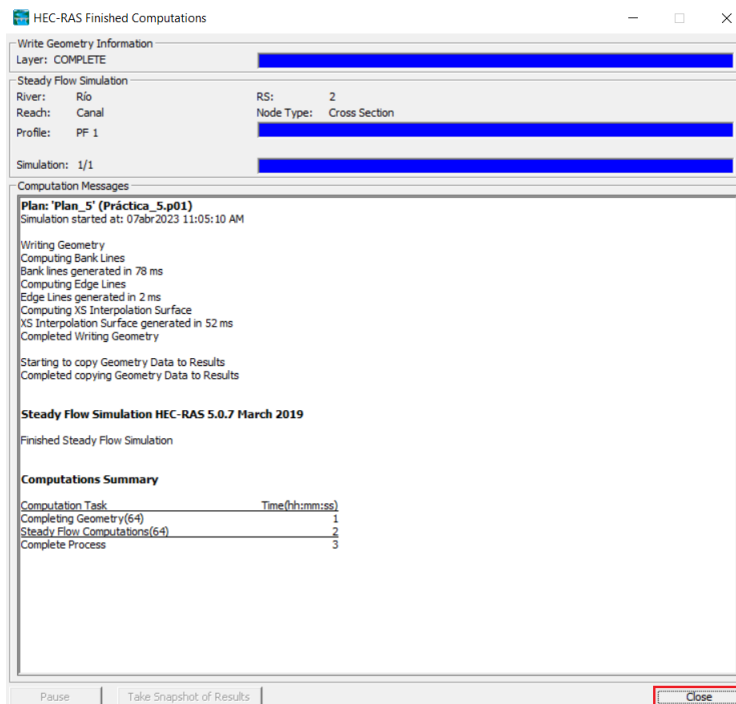 HEC-RAS Finished Computations
Write Geometry Information
Layer: COMPLETE
Steady Flow Simulation
River: Río RS: 2
Reach: Canal Node Type: Cross Section
Profile: PF 1
Simulation: 1/1
Computation Messages
Plan: 'Plan_5' (Práctica_5.p01)
Simulation started at: 07abr2023 11:05:10 AM
Writing Geometry
Computing Bank Lines
Bank lines generated in 78 ms
Computing Edge Lines
Edge Lines generated in 2 ms
Computing XS Interpolation Surface
XS Interpolation Surface generated in 52 ms
Completed Writing Geometry
Starting to copy Geometry Data to Results
Completed copying Geometry Data to Results
Steady Flow Simulation HEC-RAS 5.0.7 March 2019
Finished Steady Flow Simulation
Computations Summary
Computation Task Time(hh:mm:ss)
Completing Geometry(64) 1
Steady Flow Computations(64) 2
Complete Process 3
Pause Take Snapshot of Results Close